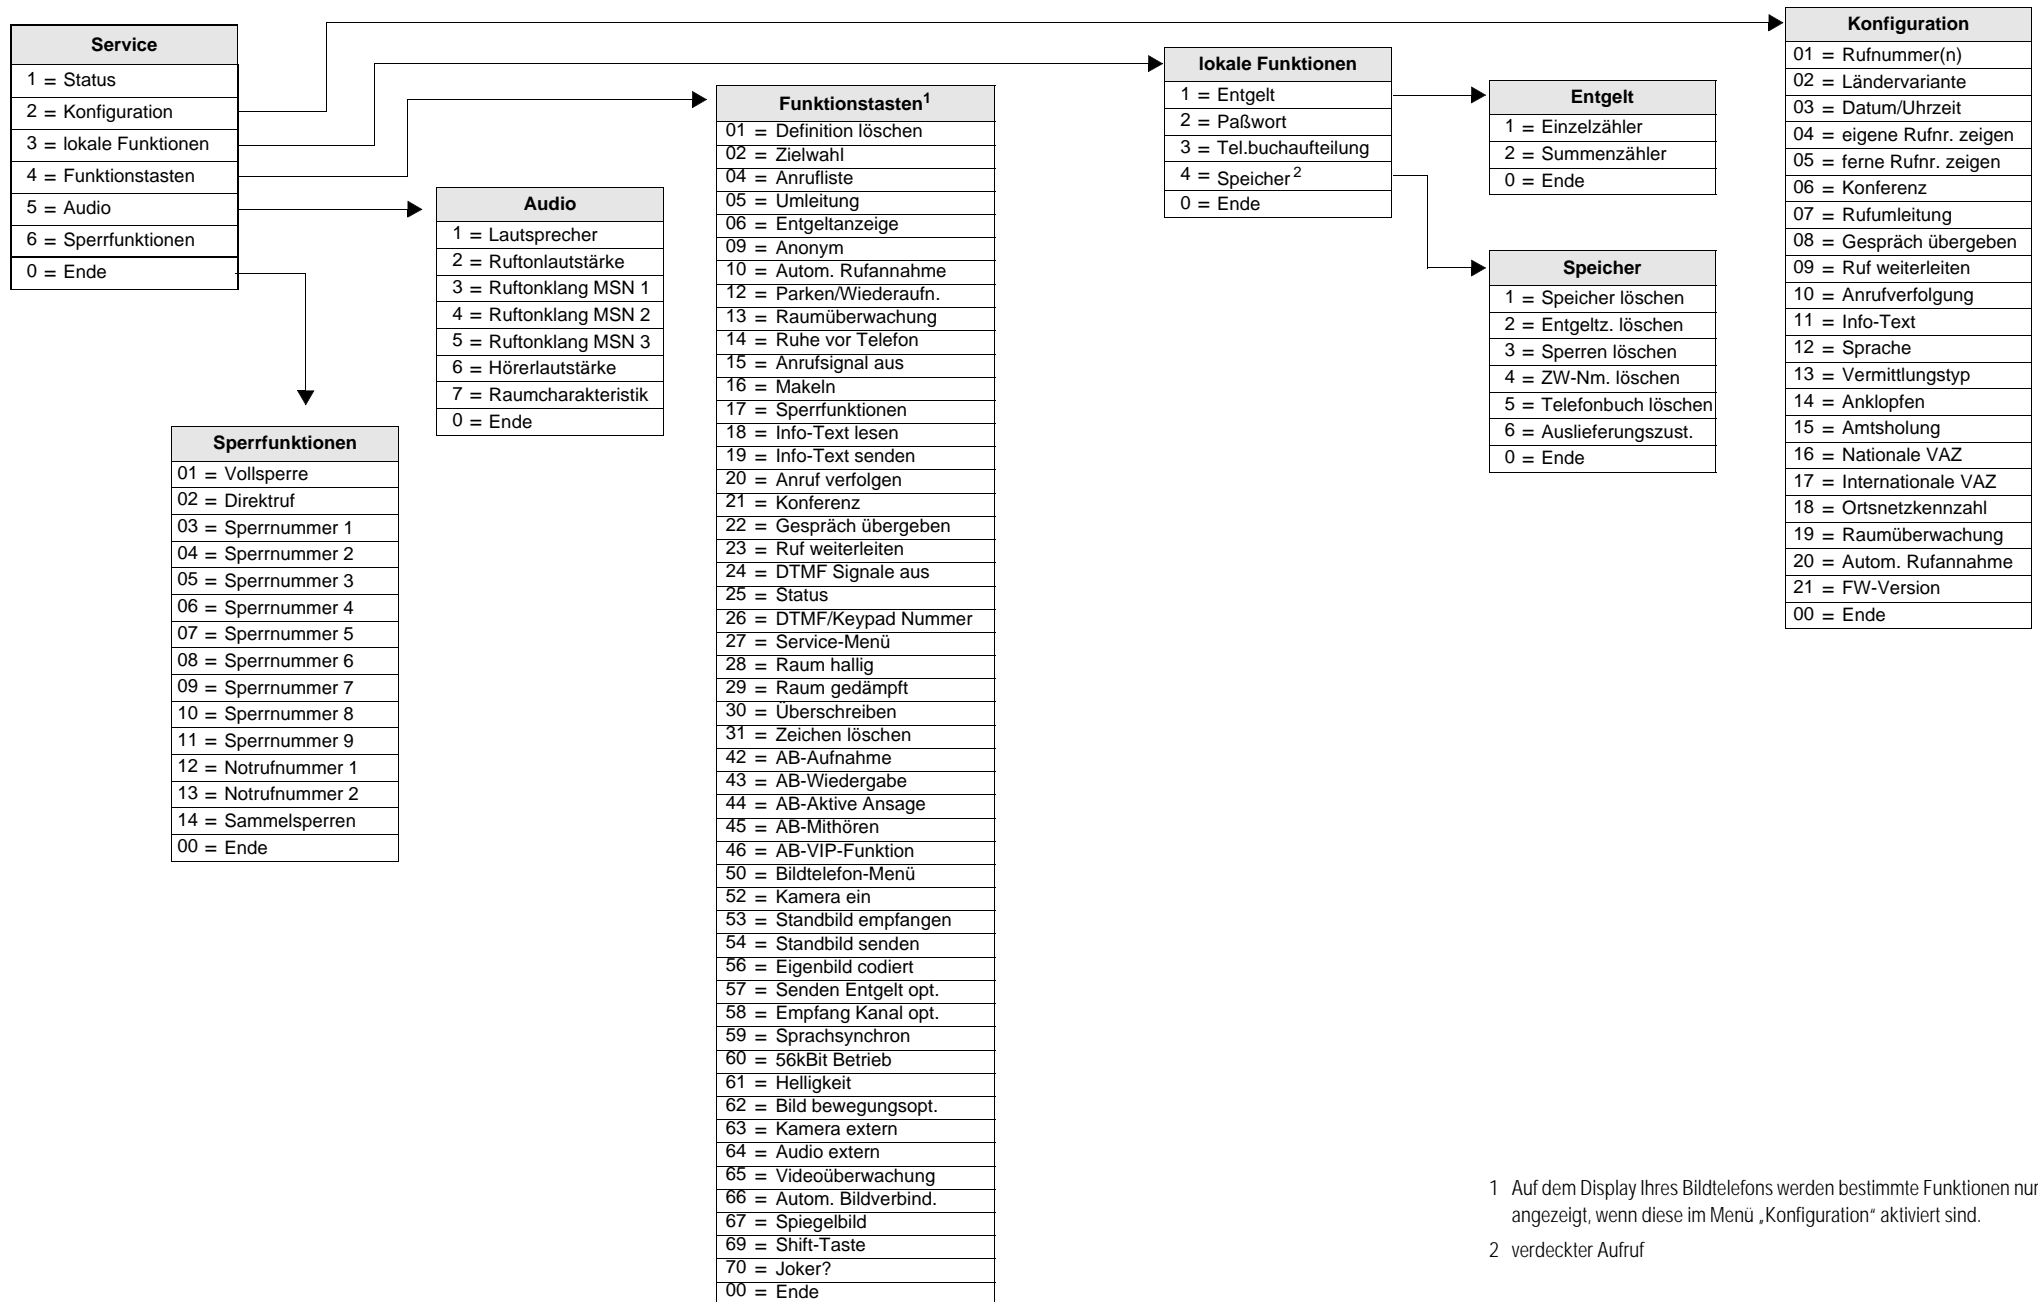 Service
1 = Status
2 = Konfiguration
3 = lokale Funktionen
4 = Funktionstasten
5 = Audio
6 = Sperrfunktionen
0 = Ende
Sperrfunktionen
01 = Vollsperre
02 = Direktruf
03 = Sperrnummer 1
04 = Sperrnummer 2
05 = Sperrnummer 3
06 = Sperrnummer 4
07 = Sperrnummer 5
08 = Sperrnummer 6
09 = Sperrnummer 7
10 = Sperrnummer 8
11 = Sperrnummer 9
12 = Notrufnummer 1
13 = Notrufnummer 2
14 = Sammelsperren
00 = Ende
Audio
1 = Lautsprecher
2 = Ruftonlautstärke
3 = Ruftonklang MSN 1
4 = Ruftonklang MSN 2
5 = Ruftonklang MSN 3
6 = Hörerlautstärke
7 = Raumcharakteristik
0 = Ende
Funktionstasten1
01 = Definition löschen
02 = Zielwahl
04 = Anrufliste
05 = Umleitung
06 = Entgeltanzeige
09 = Anonym
10 = Autom. Rufannahme
12 = Parken/Wiederaufn.
13 = Raumüberwachung
14 = Ruhe vor Telefon
15 = Anrufsignal aus
16 = Makeln
17 = Sperrfunktionen
18 = Info-Text lesen
19 = Info-Text senden
20 = Anruf verfolgen
21 = Konferenz
22 = Gespräch übergeben
23 = Ruf weiterleiten
24 = DTMF Signale aus
25 = Status
26 = DTMF/Keypad Nummer
27 = Service-Menü
28 = Raum hallig
29 = Raum gedämpft
30 = Überschreiben
31 = Zeichen löschen
42 = AB-Aufnahme
43 = AB-Wiedergabe
44 = AB-Aktive Ansage
45 = AB-Mithören
46 = AB-VIP-Funktion
50 = Bildtelefon-Menü
52 = Kamera ein
53 = Standbild empfangen
54 = Standbild senden
56 = Eigenbild codiert
57 = Senden Entgelt opt.
58 = Empfang Kanal opt.
59 = Sprachsynchron
60 = 56kBit Betrieb
61 = Helligkeit
62 = Bild bewegungsopt.
63 = Kamera extern
64 = Audio extern
65 = Videoüberwachung
66 = Autom. Bildverbind.
67 = Spiegelbild
69 = Shift-Taste
70 = Joker?
00 = Ende
lokale Funktionen
1 = Entgelt
2 = Paßwort
3 = Tel.buchaufteilung
4 = Speicher2
0 = Ende
Entgelt
1 = Einzelzähler
2 = Summenzähler
0 = Ende
Speicher
1 = Speicher löschen
2 = Entgeltz. löschen
3 = Sperren löschen
4 = ZW-Nm. löschen
5 = Telefonbuch löschen
6 = Auslieferungszust.
0 = Ende
Konfiguration
01 = Rufnummer(n)
02 = Ländervariante
03 = Datum/Uhrzeit
04 = eigene Rufnr. zeigen
05 = ferne Rufnr. zeigen
06 = Konferenz
07 = Rufumleitung
08 = Gespräch übergeben
09 = Ruf weiterleiten
10 = Anrufverfolgung
11 = Info-Text
12 = Sprache
13 = Vermittlungstyp
14 = Anklopfen
15 = Amtsholung
16 = Nationale VAZ
17 = Internationale VAZ
18 = Ortsnetzkennzahl
19 = Raumüberwachung
20 = Autom. Rufannahme
21 = FW-Version
00 = Ende
1 Auf dem Display Ihres Bildtelefons werden bestimmte Funktionen nur
angezeigt, wenn diese im Menü „Konfiguration“ aktiviert sind.
2 verdeckter Aufruf